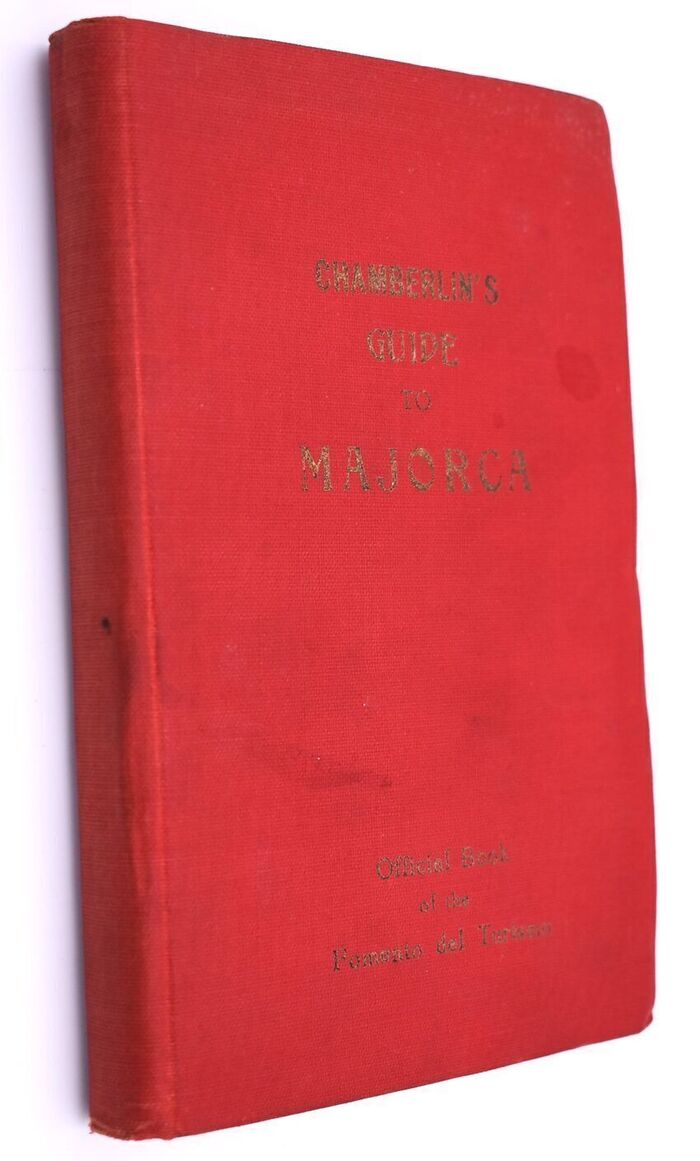 CHAMBERLIN'S
GUIDE
TO
MAJORCA
Official Book
of the
Fomento del Turismo